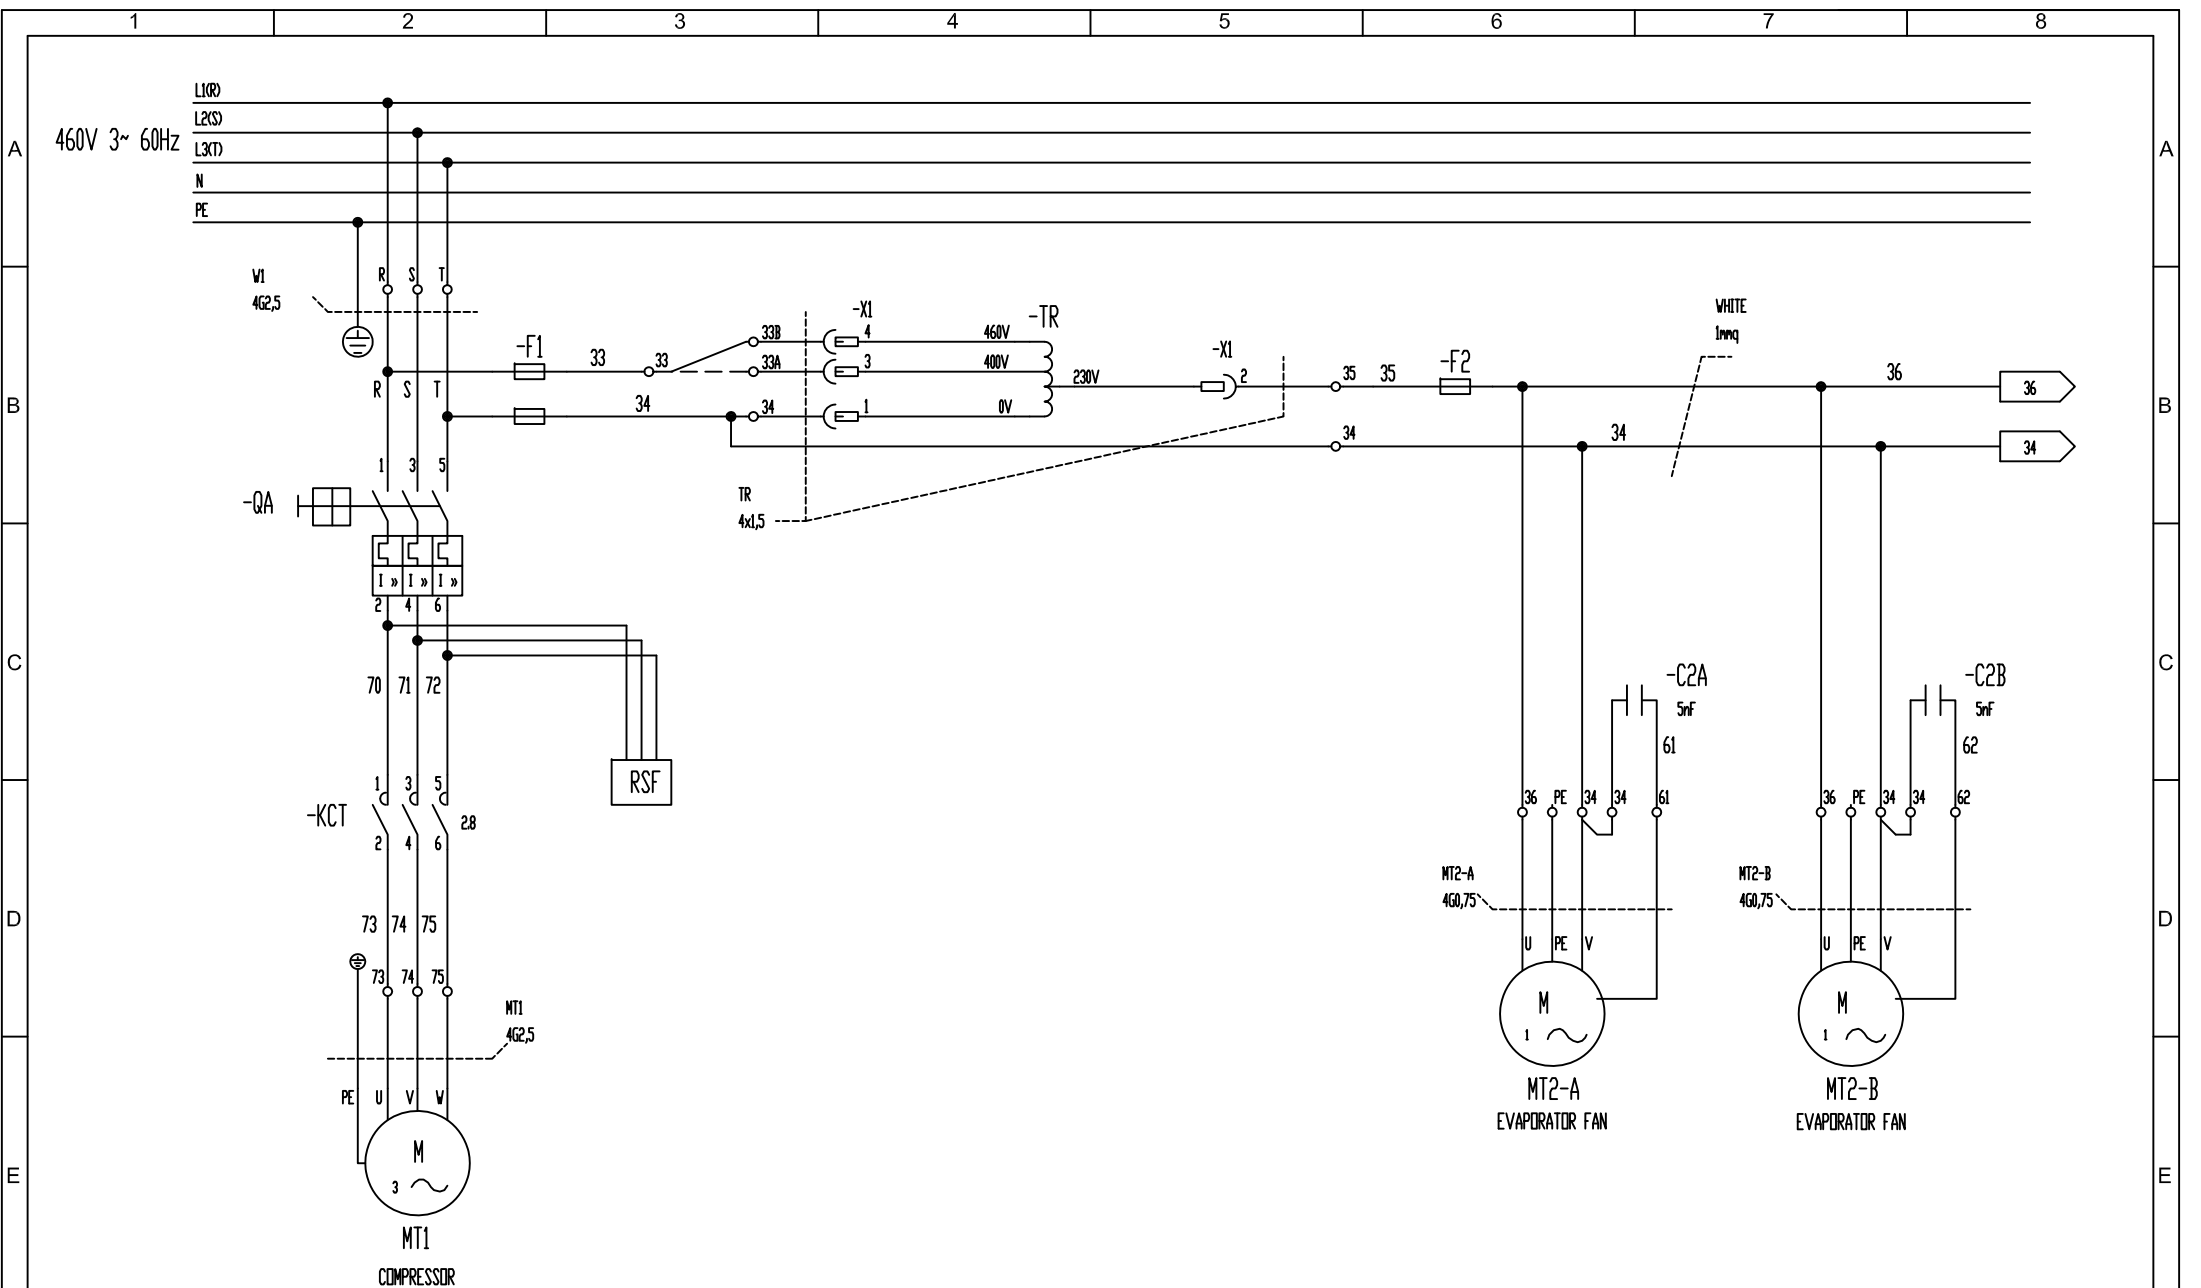 1 2 3 4 5 6 7 8
L1(R)
L2(S)
A 460V 3~ 60Hz L3(T) A
N
PE
W1 R S T
4G2,5
-X1 -TR WHITE
33B 4 460V 1mmq
-F1 33 33 33A 3 400V -X1 -F2
230V 2 35 35 36 36
R S T 34 34 1 0V
B B
34 34 34
1 3 5
-QA TR
4x1,5
I » I » I »
2 4 6
C C
70 71 72 -C2A -C2B
5nF 5nF
61 62
RSF
1 3 5
-KCT 2.8 36 PE 34 34 61 36 PE 34 34 62
2 4 6
MT2-A MT2-B
4G0,75 4G0,75
D 73 74 75 D
U PE V U PE V
73 74 75
MT1 M M
4G2,5 1 1
PE U V W MT2-A MT2-B
EVAPORATOR FAN EVAPORATOR FAN
M
E E
3
MT1
COMPRESSOR